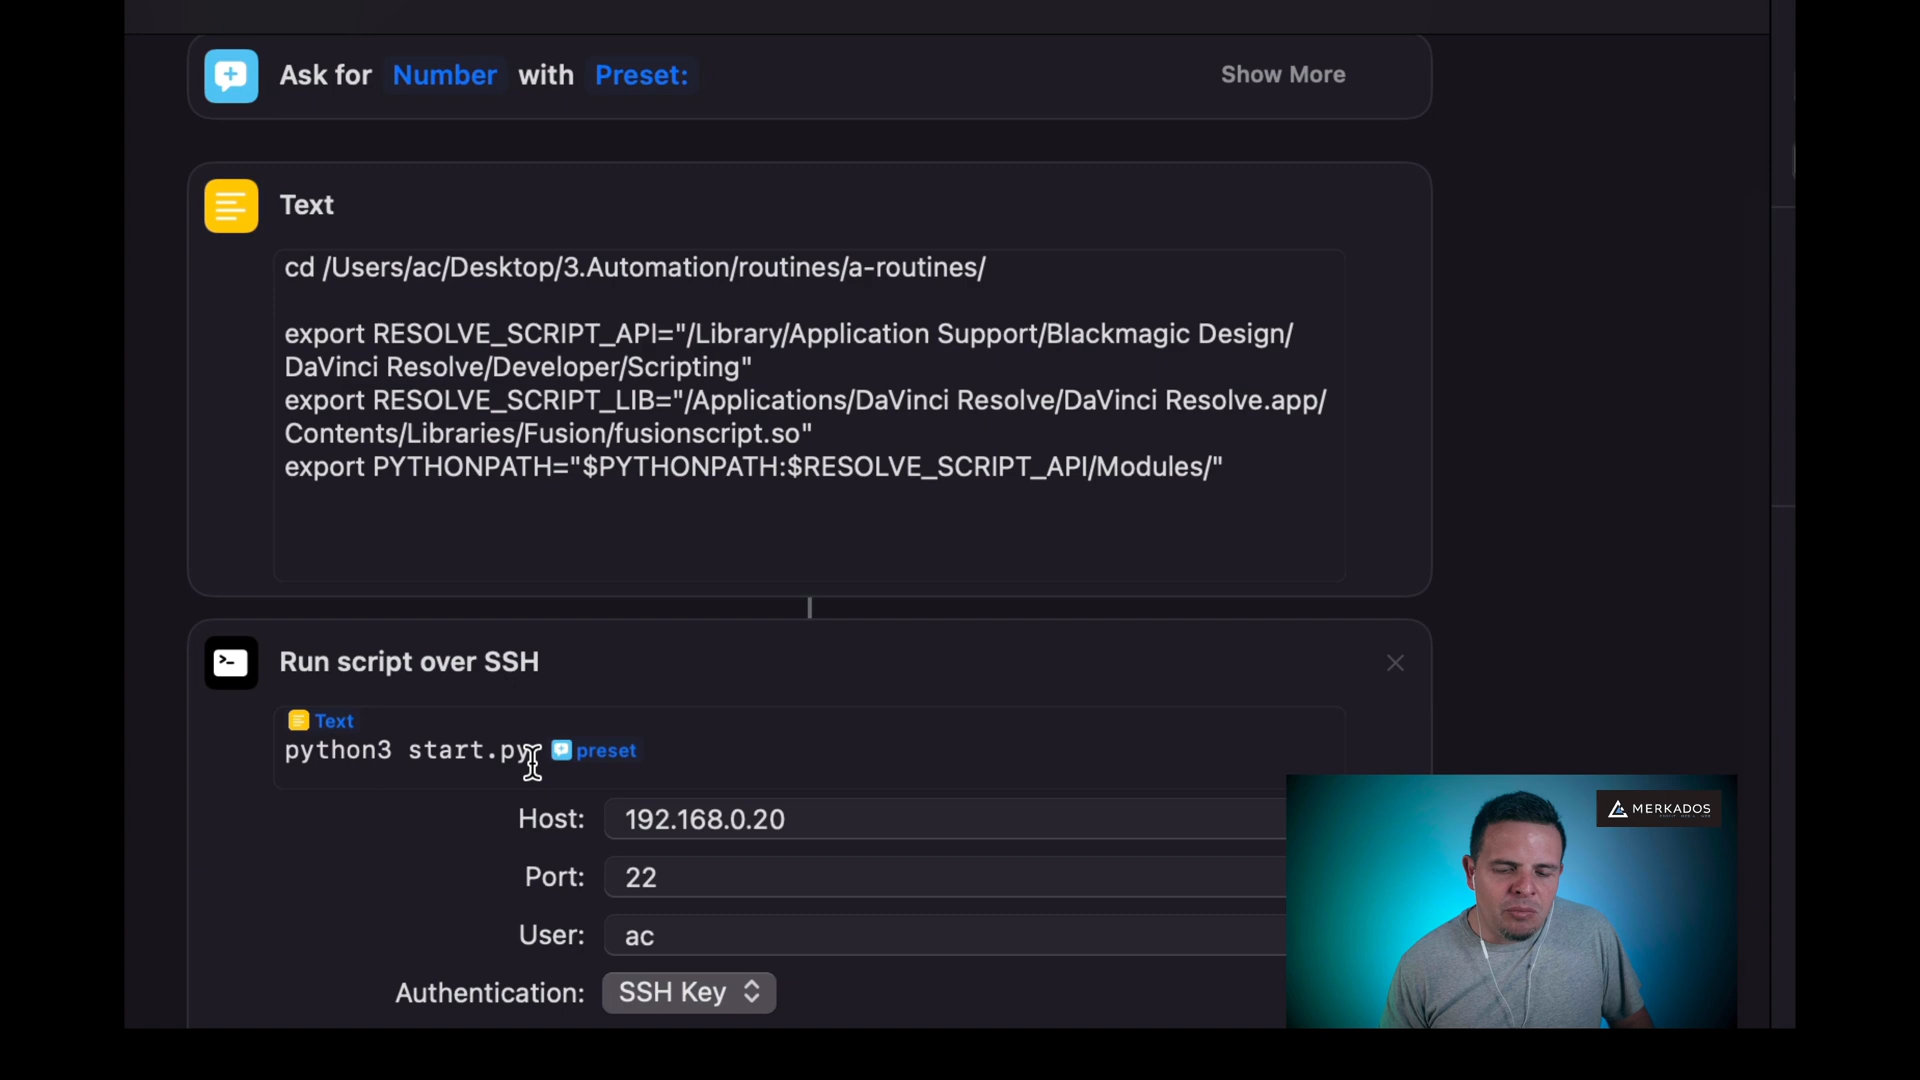 Ask for Number with Preset:
Show More
Text
cd /Users/ac/Desktop/3.Automation/routines/a-routines/
export RESOLVE_SCRIPT_API="/Library/Application Support/Blackmagic Design/
DaVinci Resolve/Developer/Scripting"
export RESOLVE_SCRIPT_LIB="/Applications/DaVinci Resolve/DaVinci Resolve.app/
Contents/Libraries/Fusion/fusionscript.so"
export PYTHONPATH="$PYTHONPATH:$RESOLVE_SCRIPT_API/Modules/"
Run script over SSH
Text
python3 start.py preset
Host: 192.168.0.20
Port: 22
User: ac
Authentication: SSH Key
MERKADOS